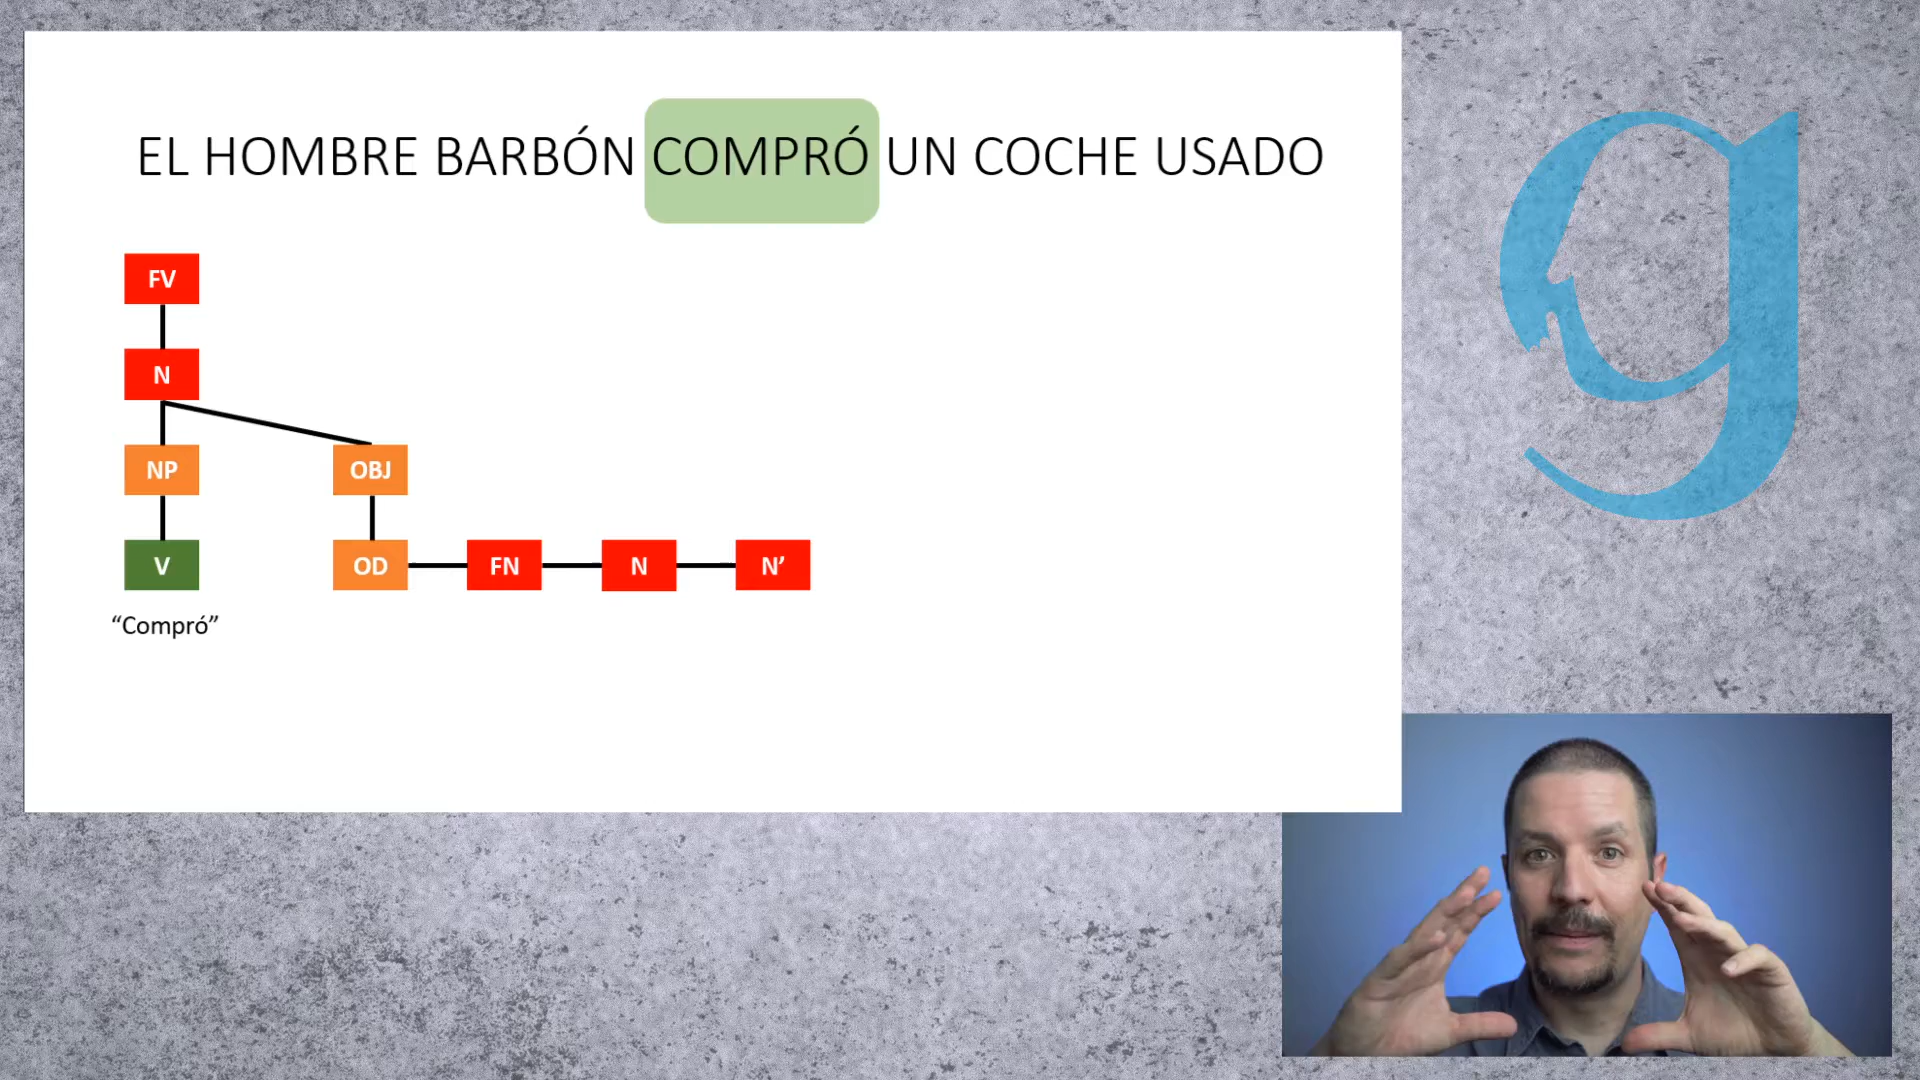 EL HOMBRE BARBÓN COMPRÓ UN COCHE USADO
FV
N
NP OBJ
V OD FN N N’
“Compró”
g